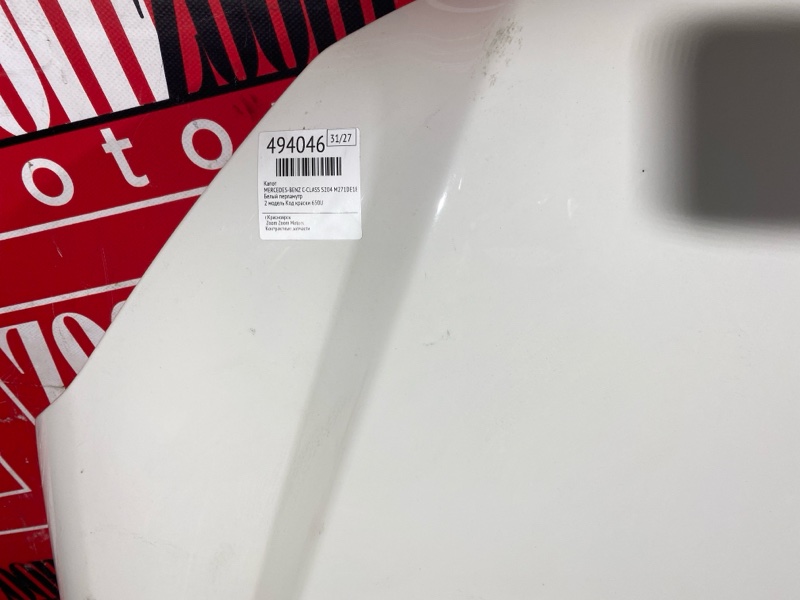 oto
494046 31/27
Капот
MERCEDES-BENZ C-CLASS S204 M271DE18
Белый перламутр
2 модель Код краски 650U
г.Красноярск
Zoom Zoom Motors
Контрактные запчасти